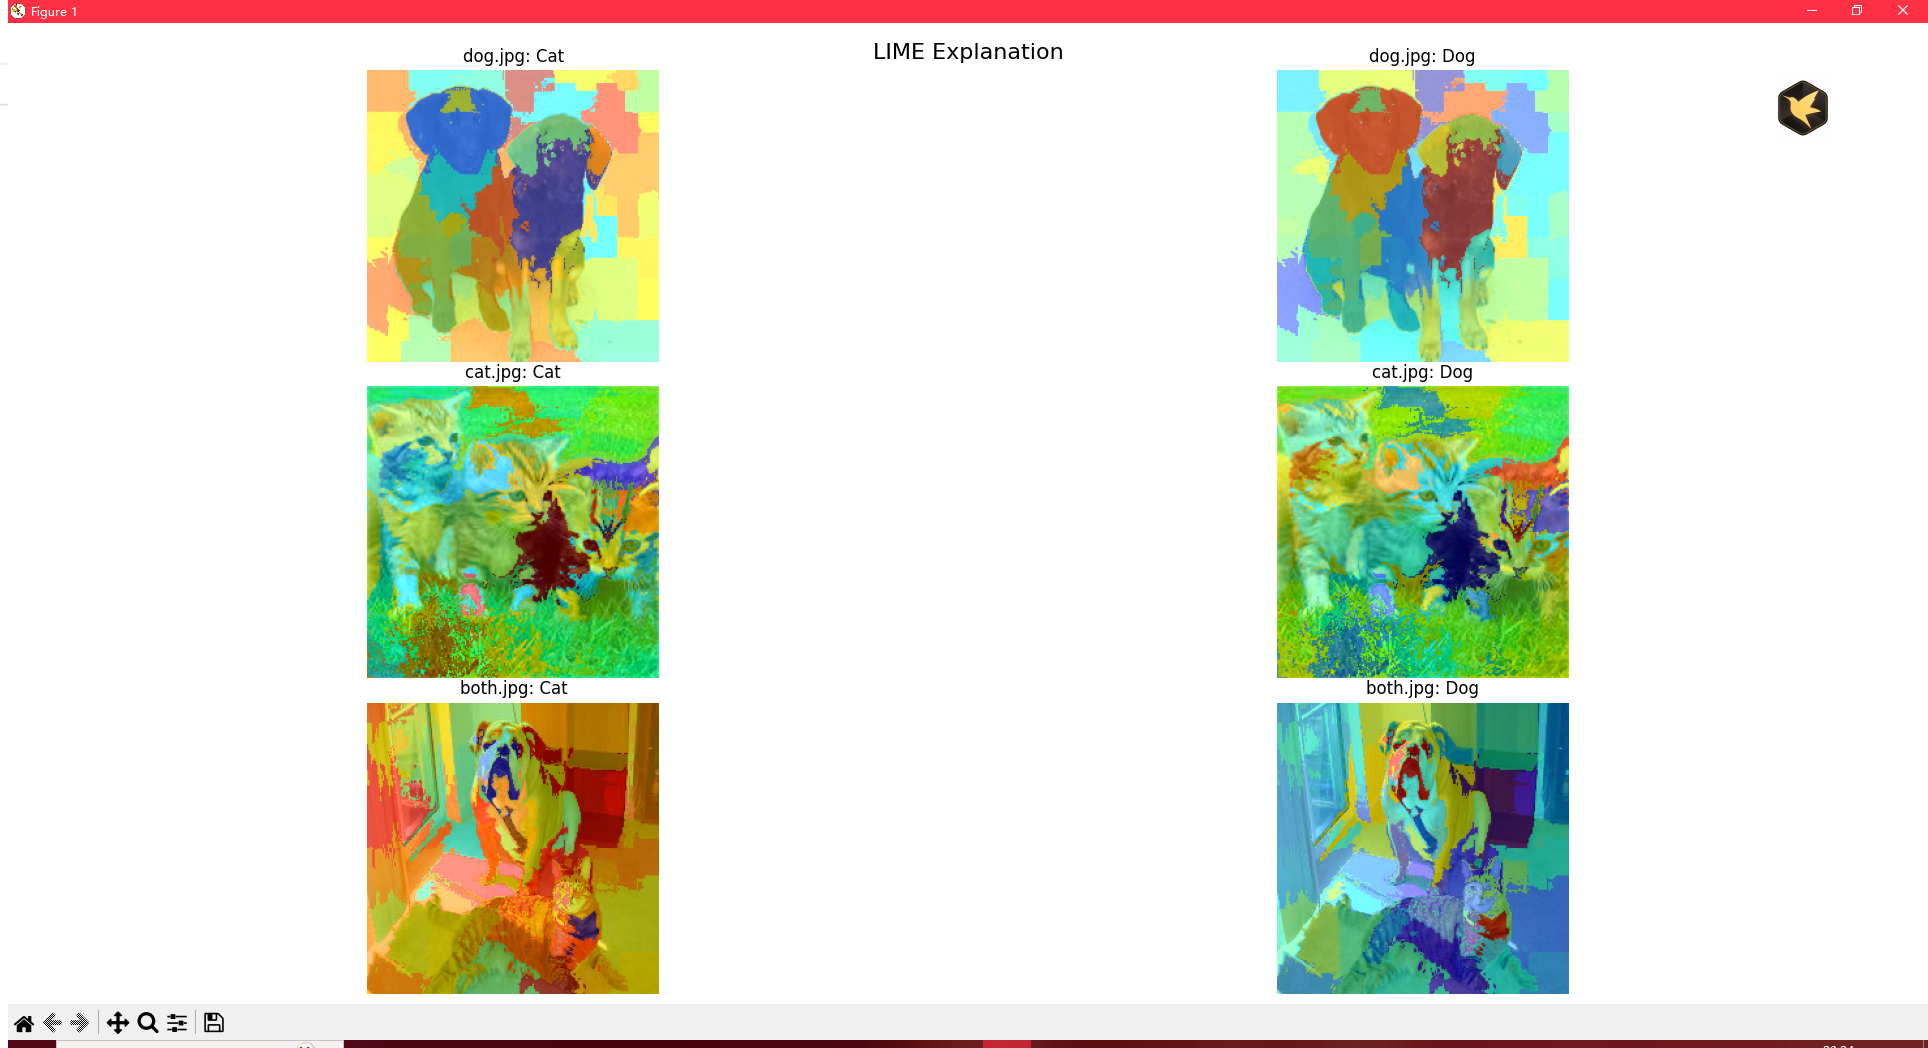 Figure 1
LIME Explanation
dog.jpg: Cat
dog.jpg: Dog
cat.jpg: Cat
cat.jpg: Dog
both.jpg: Cat
both.jpg: Dog